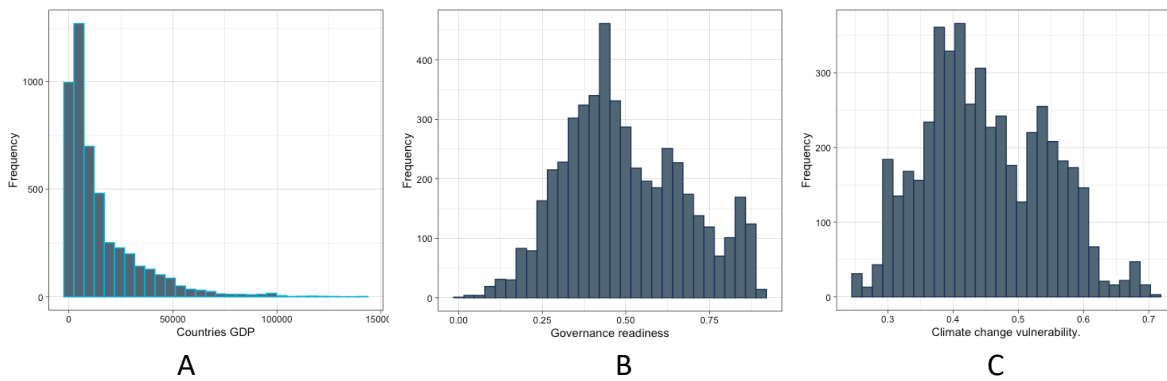 1000
500
0
Frequency
0 50000 100000 15000
Countries GDP
A
400
300
200
100
0
Frequency
0.00 0.25 0.50 0.75
Governance readiness
B
300
200
100
0
Frequency
0.3 0.4 0.5 0.6 0.7
Climate change vulnerability.
C